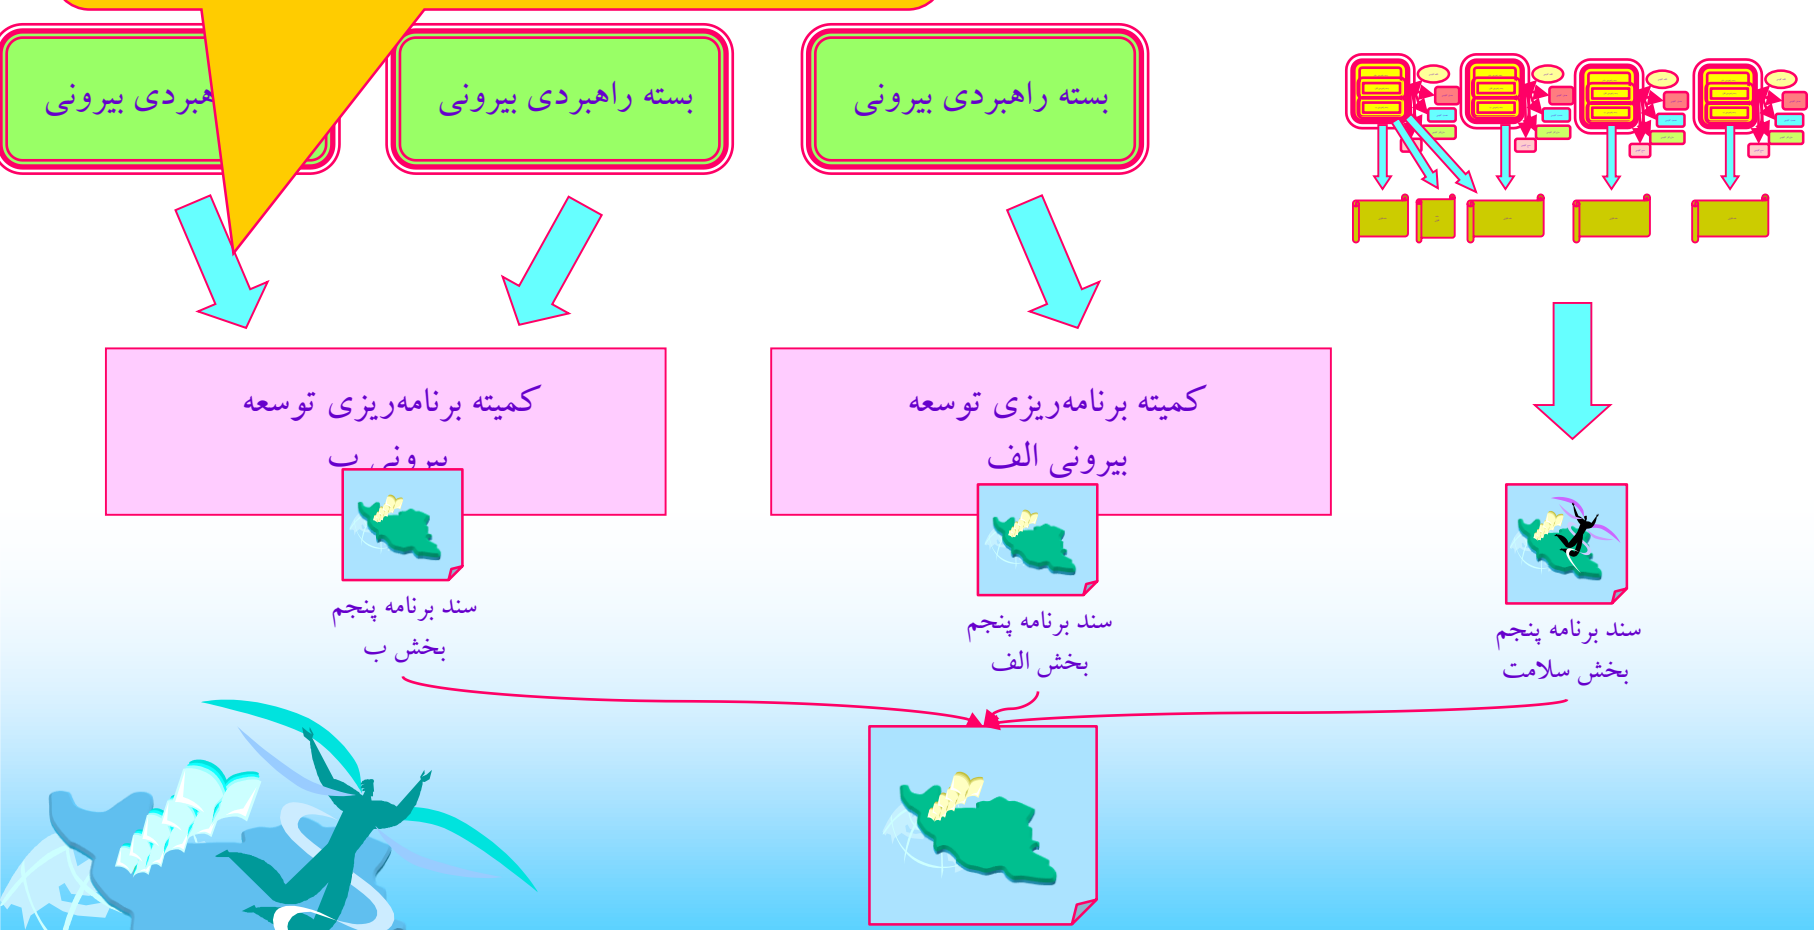 بسته راهبردی بیرونی
بسته راهبردی بیرونی
هبردی بیرونی
کمیته برنامه‌ریزی توسعه
بیرونی الف
کمیته برنامه‌ریزی توسعه
بیرونی ب
سند برنامه پنجم
بخش سلامت
سند برنامه پنجم
بخش الف
سند برنامه پنجم
بخش ب